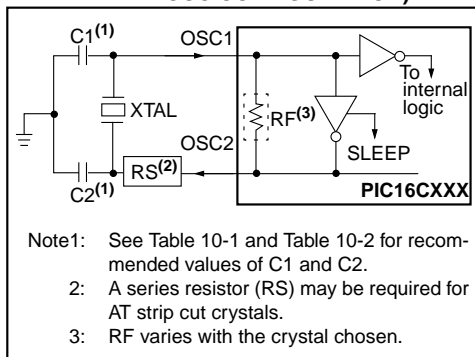 C1(1)
OSC1
To
internal
logic
XTAL
RF(3)
OSC2
SLEEP
RS(2)
C2(1)
PIC16CXXX
Note1: See Table 10-1 and Table 10-2 for recom-
mended values of C1 and C2.
2: A series resistor (RS) may be required for
AT strip cut crystals.
3: RF varies with the crystal chosen.